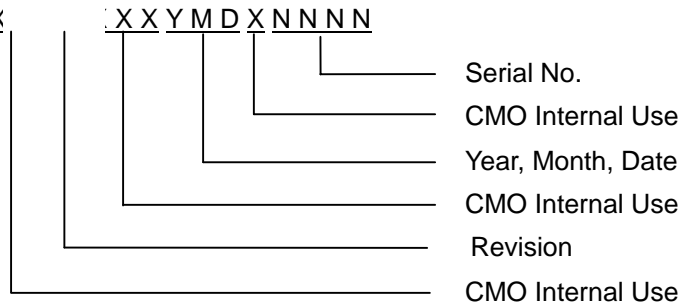 X X Y M D X N N N N
Serial No.
CMO Internal Use
Year, Month, Date
CMO Internal Use
Revision
CMO Internal Use